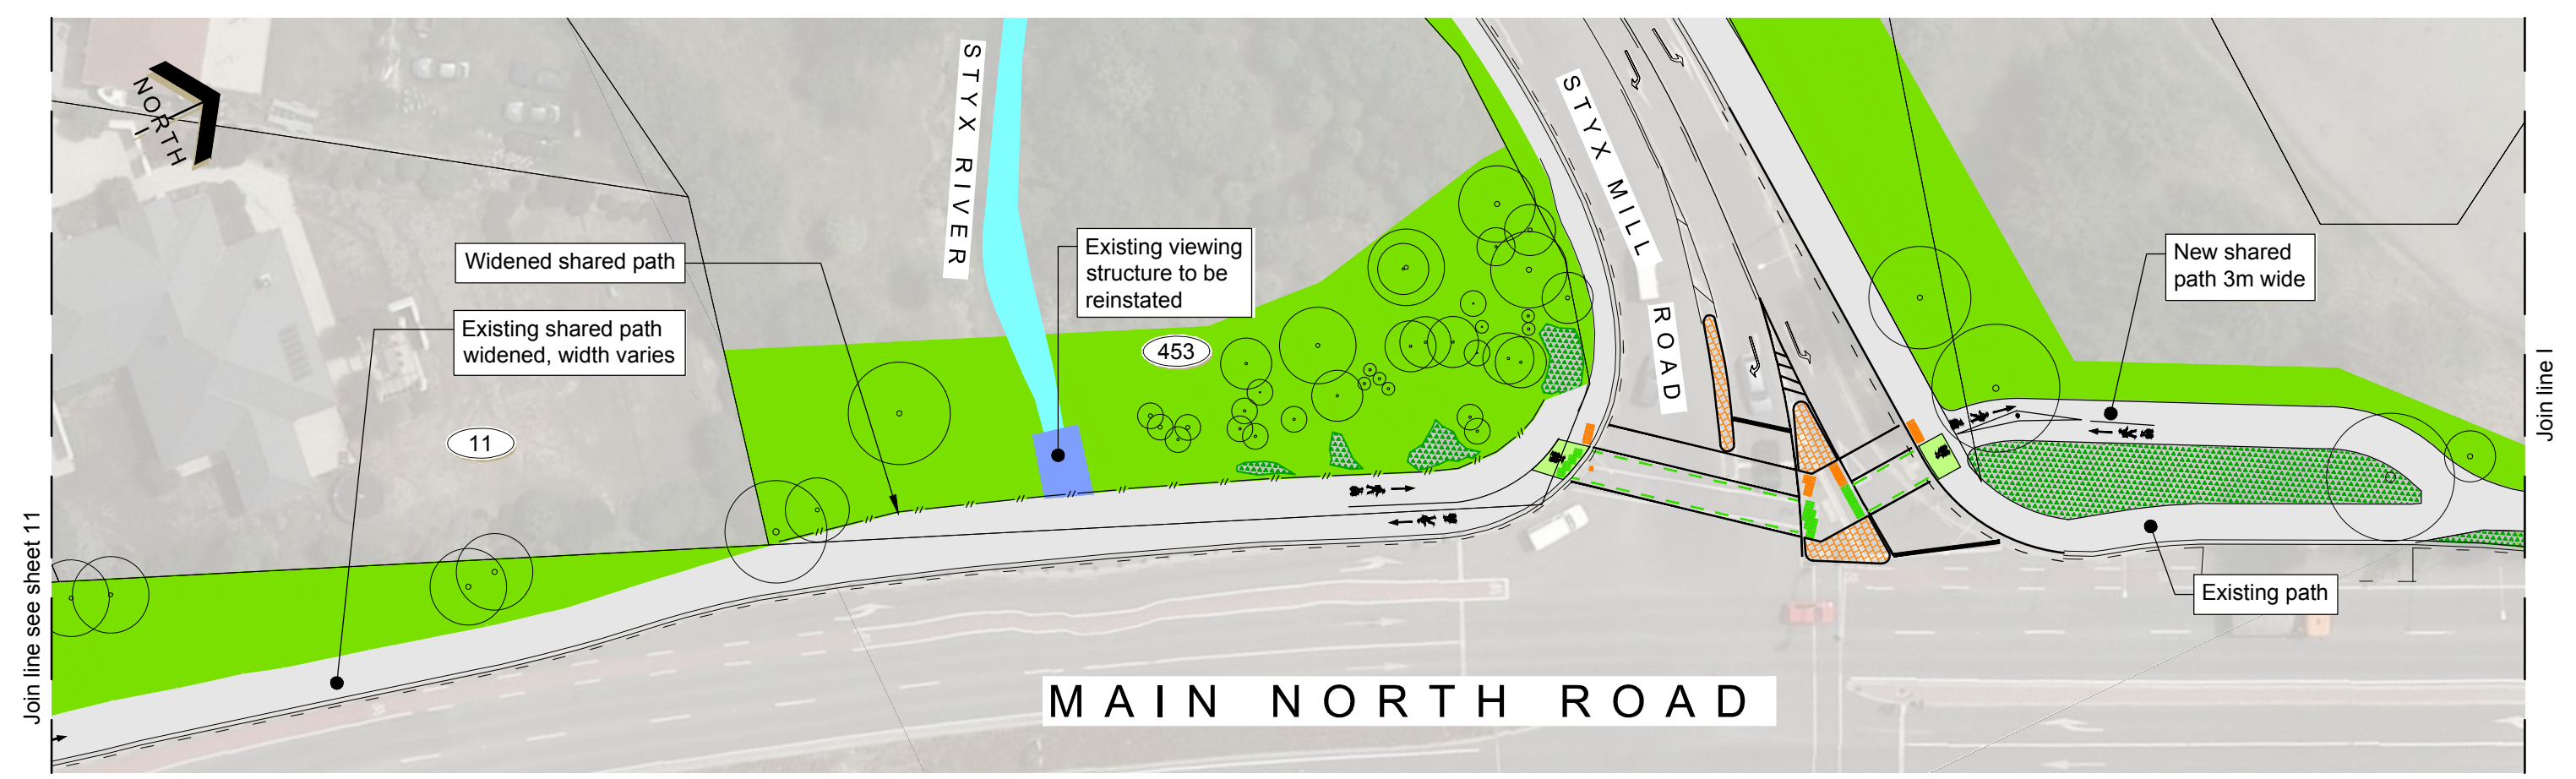 NORTH
STYX RIVER
STYX MILL ROAD
Widened shared path
Existing shared path
widened, width varies
Existing viewing
structure to be
reinstated
453
11
New shared
path 3m wide
Existing path
MAIN NORTH ROAD
Join line see sheet 11
Join line I